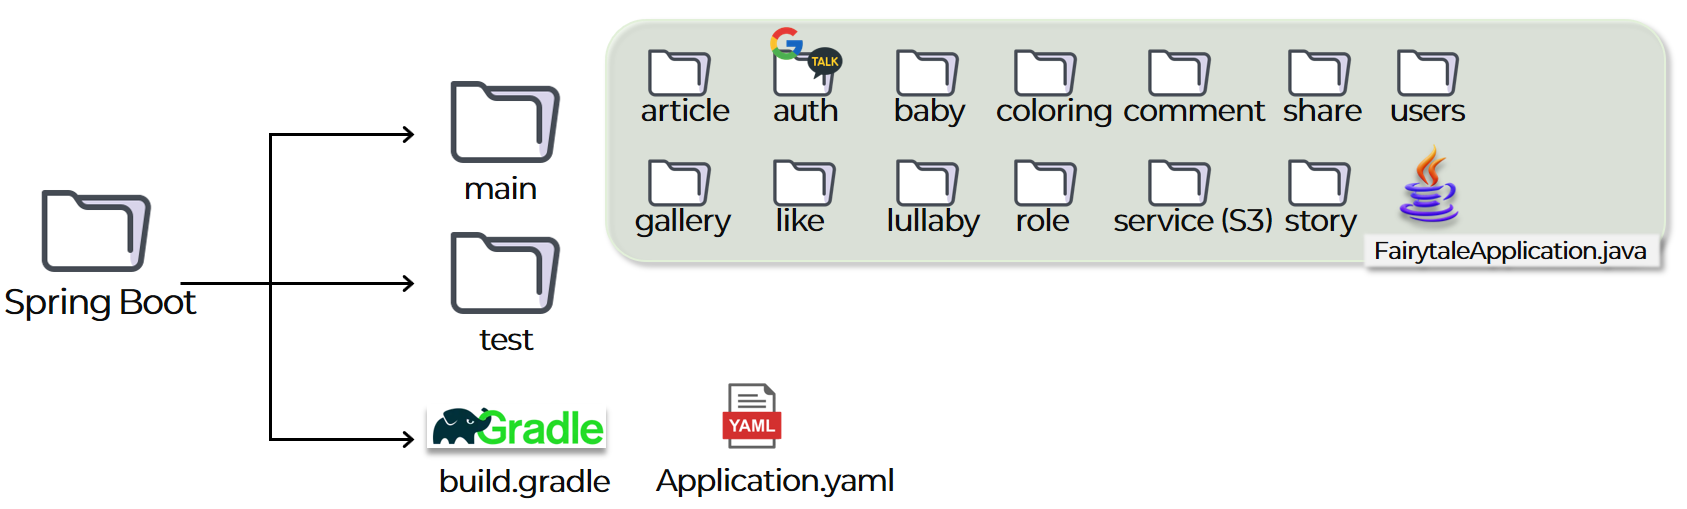 G
TALK
article
auth
baby
coloring
comment
share
users
main
gallery
like
lullaby
role
service (S3)
story
FairytaleApplication.java
Spring Boot
test
Gradle
YAML
build.gradle
Application.yaml